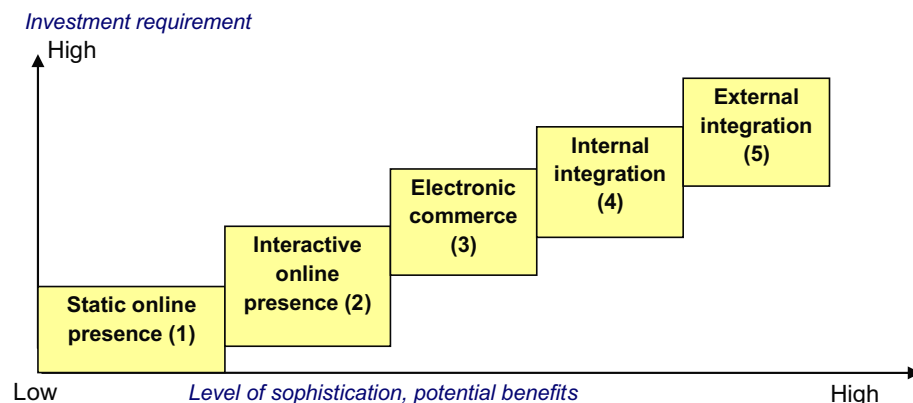 Investment requirement
High
External
integration
(5)
Internal
integration
(4)
Electronic
commerce
(3)
Interactive
online
presence (2)
Static online
presence (1)
Low
Level of sophistication, potential benefits
High